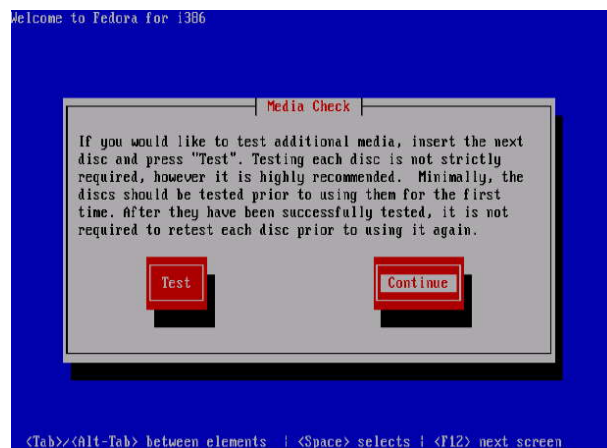 Welcome to Fedora for i386
Media Check
If you would like to test additional media, insert the next
disc and press "Test". Testing each disc is not strictly
required, however it is highly recommended.  Minimally, the
discs should be tested prior to using them for the first
time. After they have been successfully tested, it is not
required to retest each disc prior to using it again.
Test
Continue
<Tab>/<Alt-Tab> between elements  | <Space> selects | <F12> next screen